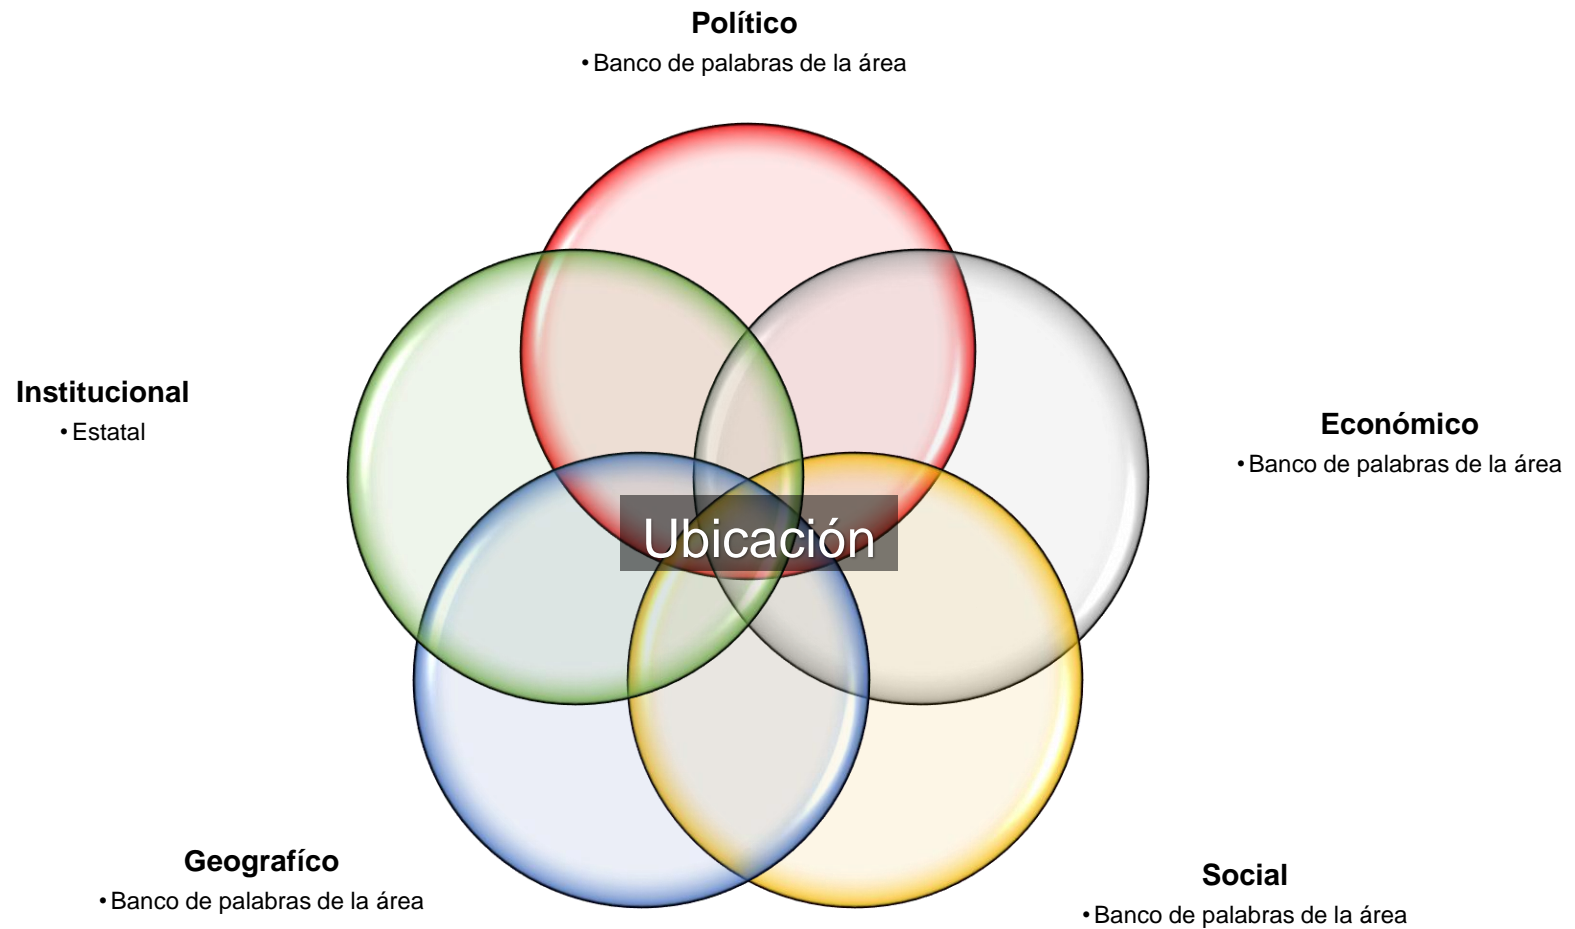 Político
• Banco de palabras de la área
Institucional
• Estatal
Económico
• Banco de palabras de la área
Ubicación
Geografíco
• Banco de palabras de la área
Social
• Banco de palabras de la área